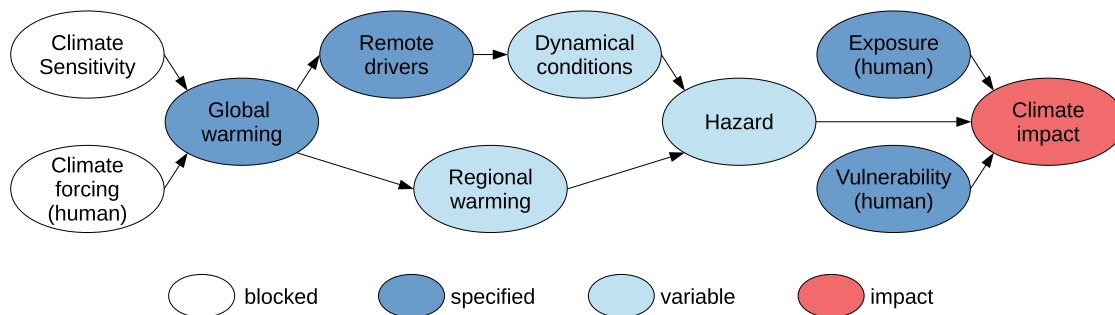 Climate
Sensitivity
Remote
drivers
Dynamical
conditions
Exposure
(human)
Global
warming
Hazard
Climate
impact
Climate
forcing
(human)
Regional
warming
Vulnerability
(human)
blocked
specified
variable
impact